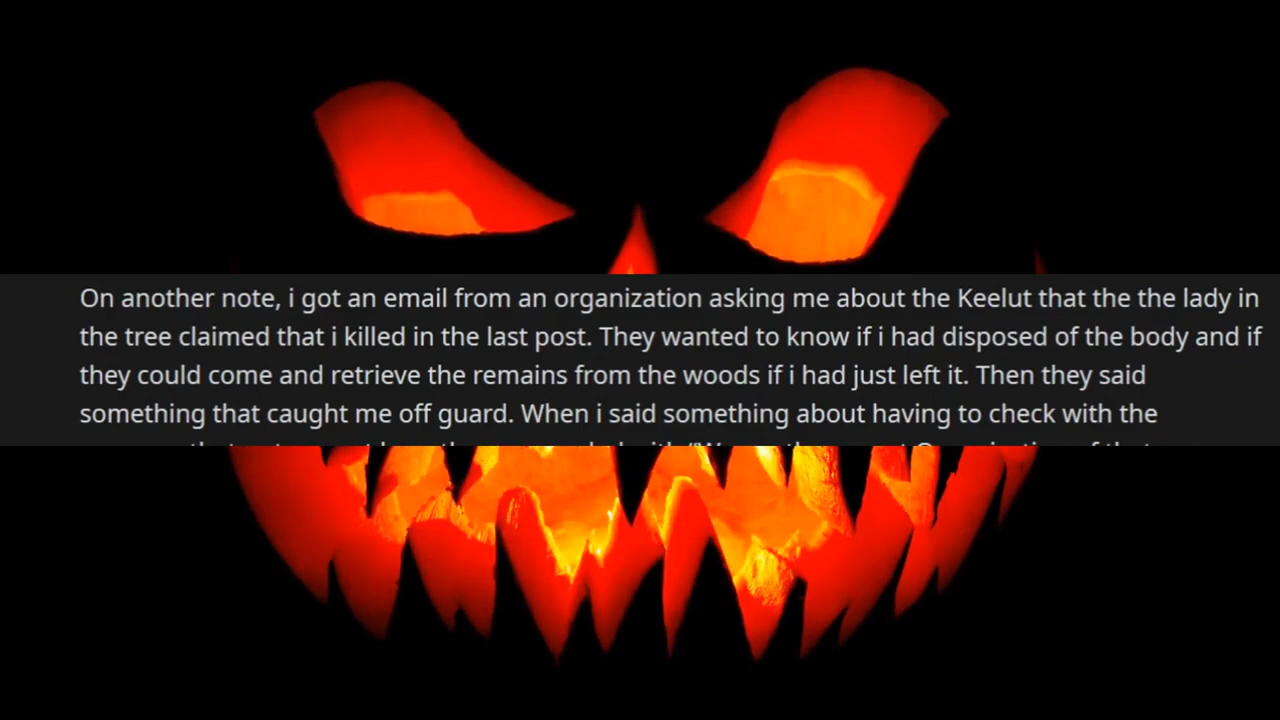 On another note, i got an email from an organization asking me about the Keelut that the the lady in
the tree claimed that i killed in the last post. They wanted to know if i had disposed of the body and if
they could come and retrieve the remains from the woods if i had just left it. Then they said
something that caught me off guard. When i said something about having to check with the